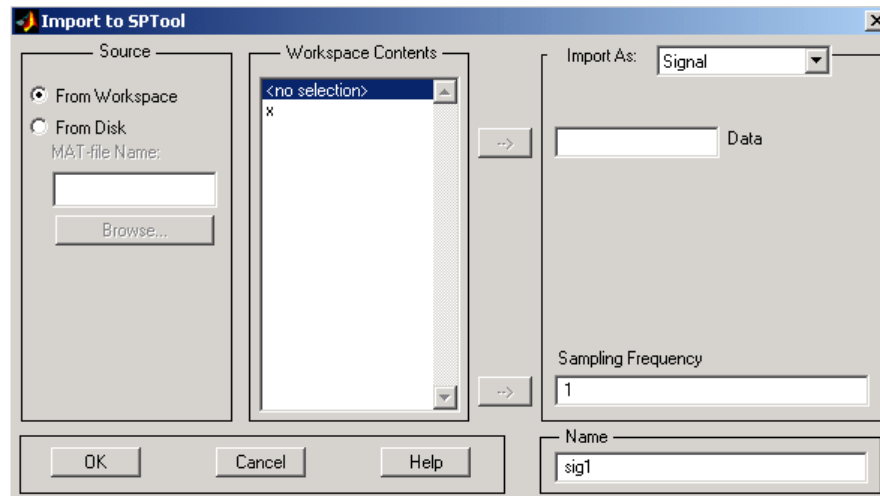 Import to SPTool
Source
From Workspace
From Disk
MAT-file Name:
Browse...
Workspace Contents
<no selection>
x
-->
-->
Import As:
Signal
Data
Sampling Frequency
1
OK
Cancel
Help
Name
sig1